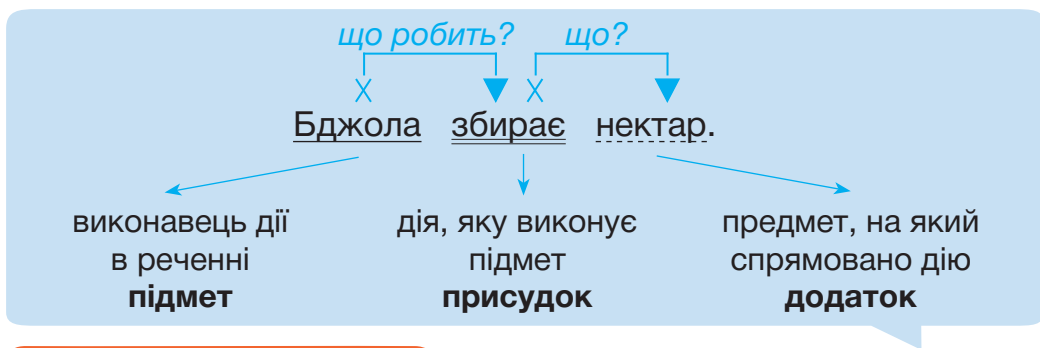 що робить? що?
Бджола збирає нектар.
виконавець дії
в реченні
підмет
дія, яку виконує
підмет
присудок
предмет, на який
спрямовано дію
додаток